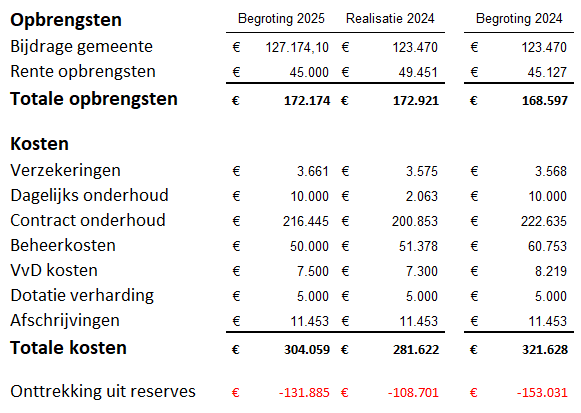 Opbrengsten Begroting 2025 Realisatie 2024 Begroting 2024
Bijdrage gemeente € 127.174,10 € 123.470 € 123.470
Rente opbrengsten € 45.000 € 49.451 € 45.127
Totale opbrengsten € 172.174 € 172.921 € 168.597
Kosten
Verzekeringen € 3.661 € 3.575 € 3.568
Dagelijks onderhoud € 10.000 € 2.063 € 10.000
Contract onderhoud € 216.445 € 200.853 € 222.635
Beheerkosten € 50.000 € 51.378 € 60.753
VvD kosten € 7.500 € 7.300 € 8.219
Dotatie verharding € 5.000 € 5.000 € 5.000
Afschrijvingen € 11.453 € 11.453 € 11.453
Totale kosten € 304.059 € 281.622 € 321.628
Onttrekking uit reserves € -131.885 € -108.701 € -153.031